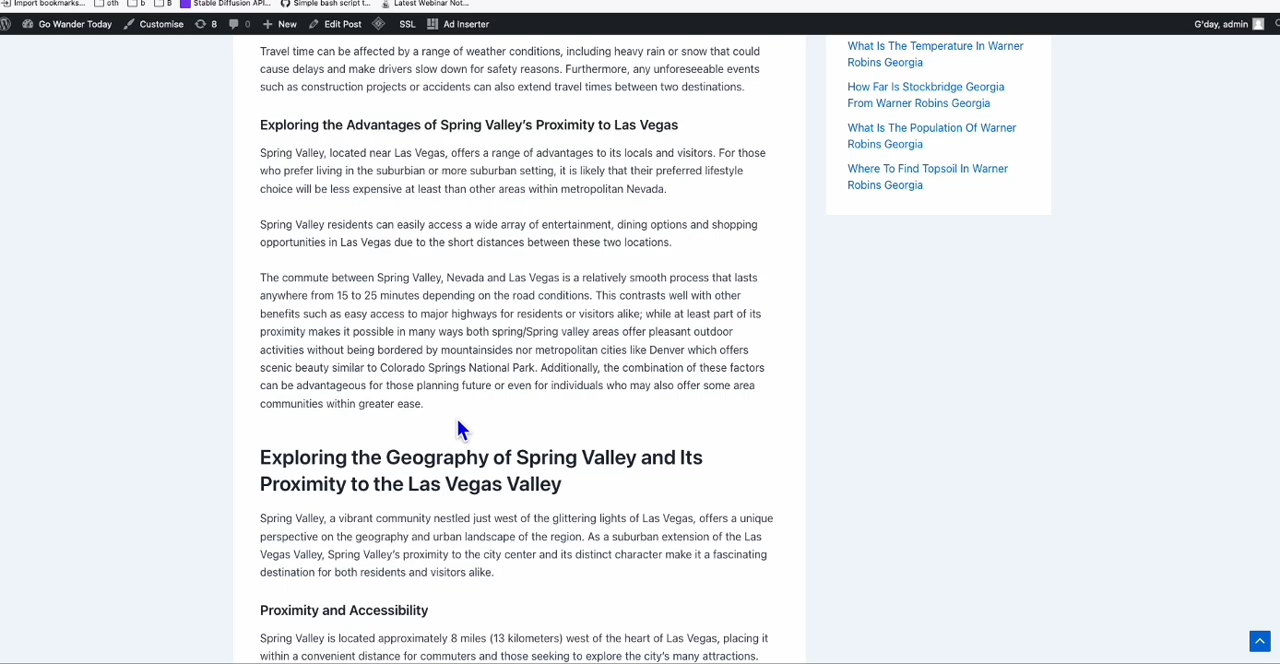 Import bookmarks... oth b B Stable Diffusion API... Simple bash script t... Latest Webinar Not...
Go Wander Today Customise 8 0 New Edit Post SSL Ad Inserter G'day, admin
Travel time can be affected by a range of weather conditions, including heavy rain or snow that could
cause delays and make drivers slow down for safety reasons. Furthermore, any unforeseeable events
such as construction projects or accidents can also extend travel times between two destinations.
Exploring the Advantages of Spring Valley's Proximity to Las Vegas
Spring Valley, located near Las Vegas, offers a range of advantages to its locals and visitors. For those
who prefer living in the suburbian or more suburban setting, it is likely that their preferred lifestyle
choice will be less expensive at least than other areas within metropolitan Nevada.
Spring Valley residents can easily access a wide array of entertainment, dining options and shopping
opportunities in Las Vegas due to the short distances between these two locations.
The commute between Spring Valley, Nevada and Las Vegas is a relatively smooth process that lasts
anywhere from 15 to 25 minutes depending on the road conditions. This contrasts well with other
benefits such as easy access to major highways for residents or visitors alike; while at least part of its
proximity makes it possible in many ways both spring/Spring valley areas offer pleasant outdoor
activities without being bordered by mountainsides nor metropolitan cities like Denver which offers
scenic beauty similar to Colorado Springs National Park. Additionally, the combination of these factors
can be advantageous for those planning future or even for individuals who may also offer some area
communities within greater ease.
Exploring the Geography of Spring Valley and Its
Proximity to the Las Vegas Valley
Spring Valley, a vibrant community nestled just west of the glittering lights of Las Vegas, offers a unique
perspective on the geography and urban landscape of the region. As a suburban extension of the Las
Vegas Valley, Spring Valley's proximity to the city center and its distinct character make it a fascinating
destination for both residents and visitors alike.
Proximity and Accessibility
Spring Valley is located approximately 8 miles (13 kilometers) west of the heart of Las Vegas, placing it
within a convenient distance for commuters and those seeking to explore the city's many attractions.
What Is The Temperature In Warner
Robins Georgia
How Far Is Stockbridge Georgia
From Warner Robins Georgia
What Is The Population Of Warner
Robins Georgia
Where To Find Topsoil In Warner
Robins Georgia